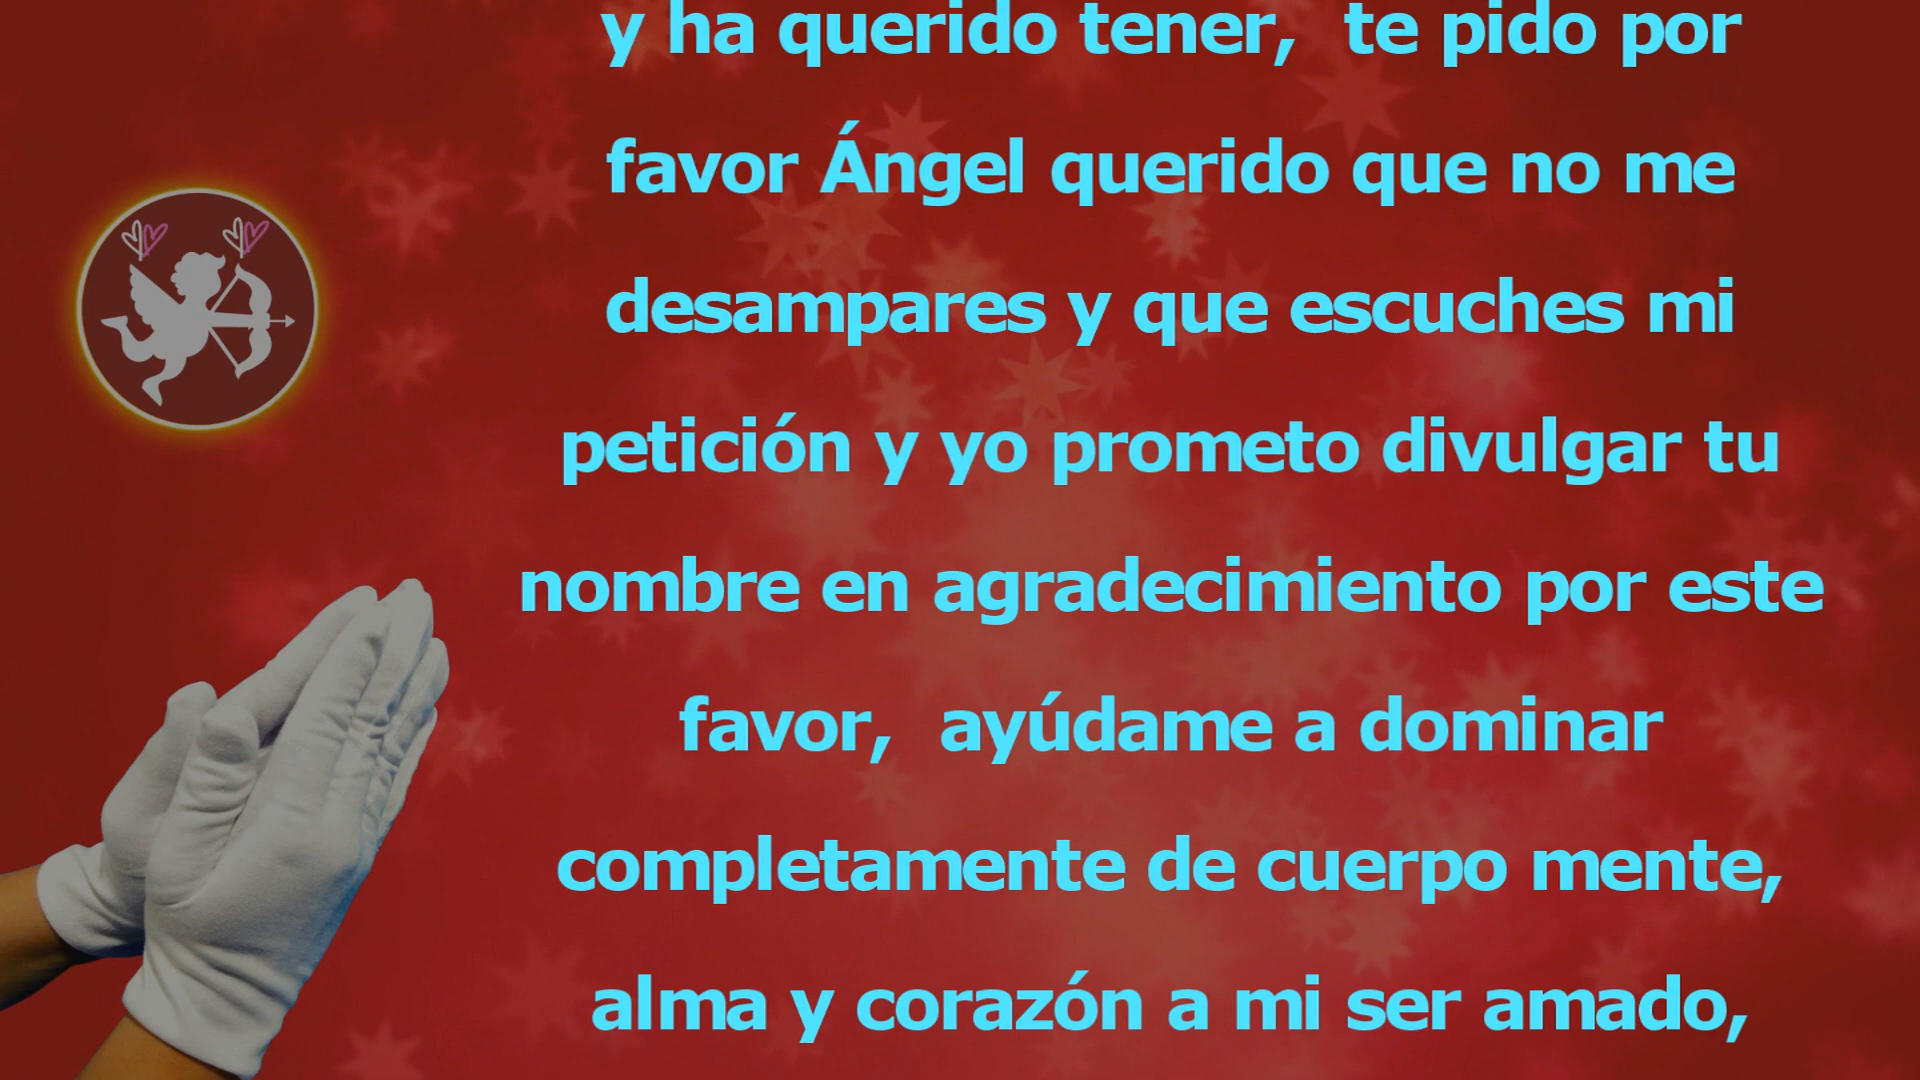 y ha querido tener,  te pido por
favor Ángel querido que no me
desampares y que escuches mi
petición y yo prometo divulgar tu
nombre en agradecimiento por este
favor,  ayúdame a dominar
completamente de cuerpo mente,
alma y corazón a mi ser amado,